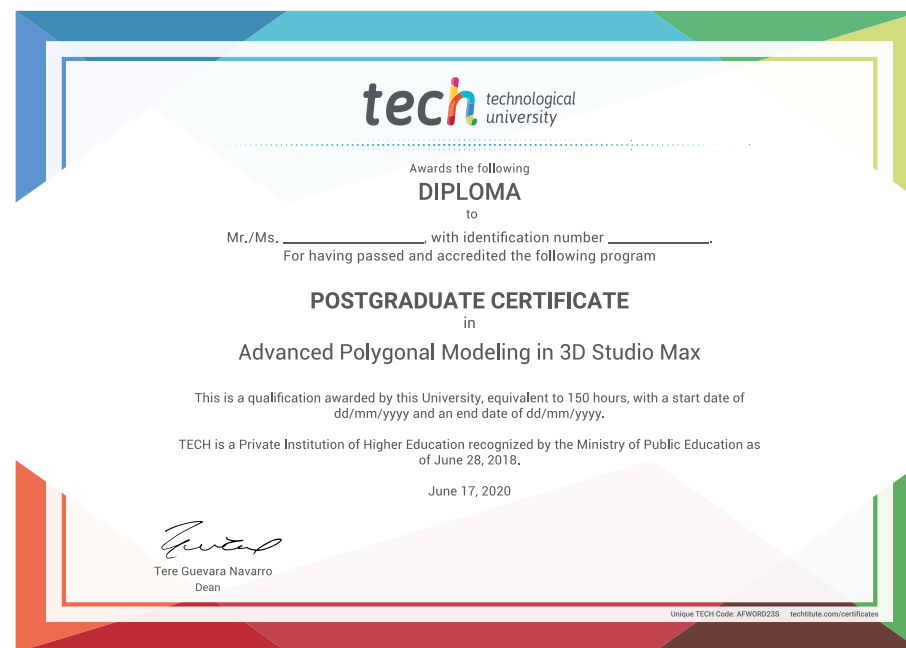 tech technological
university
Awards the following
DIPLOMA
to
Mr./Ms. ____________________, with identification number ______________.
For having passed and accredited the following program
POSTGRADUATE CERTIFICATE
in
Advanced Polygonal Modeling in 3D Studio Max
This is a qualification awarded by this University, equivalent to 150 hours, with a start date of
dd/mm/yyyy and an end date of dd/mm/yyyy.
TECH is a Private Institution of Higher Education recognized by the Ministry of Public Education as
of June 28, 2018.
June 17, 2020
Tere Guevara Navarro
Dean
Unique TECH Code: AFWORD23S techtitute.com/certificates